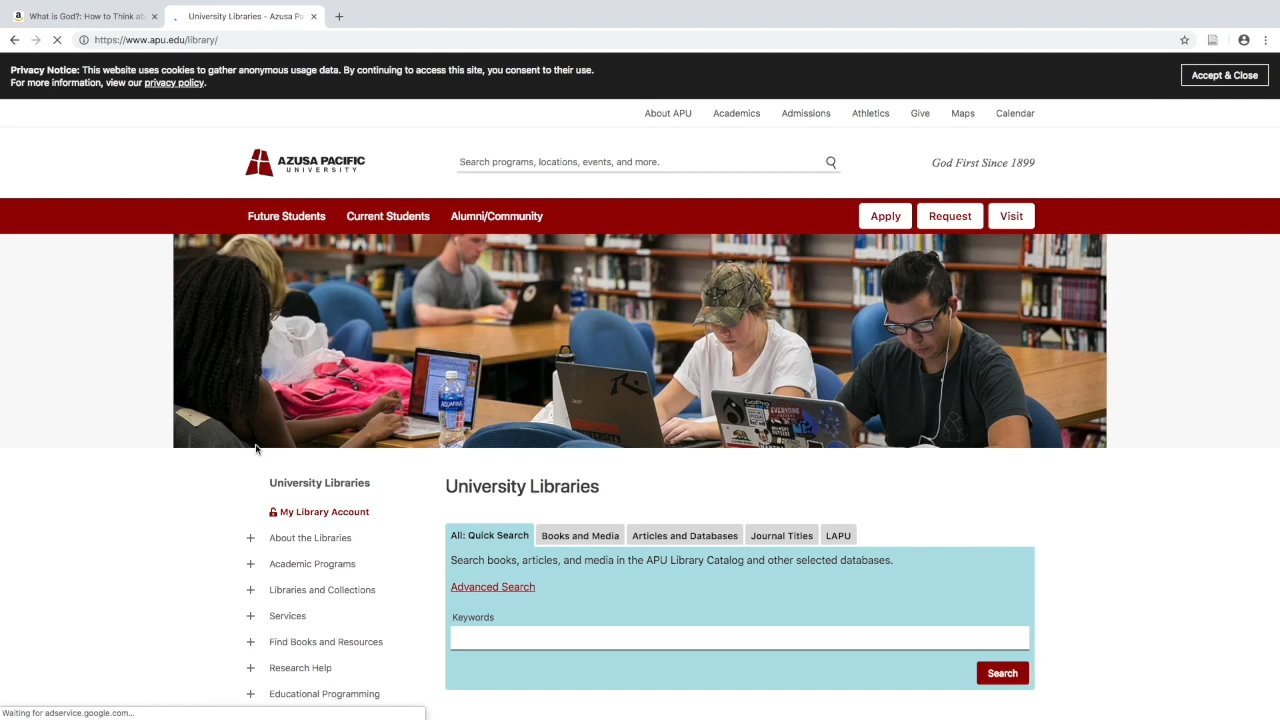 What is God?: How to Think ab
University Libraries - Azusa Pa
https://www.apu.edu/library/
Privacy Notice: This website uses cookies to gather anonymous usage data. By continuing to access this site, you consent to their use.
For more information, view our privacy policy.
Accept & Close
About APU Academics Admissions Athletics Give Maps Calendar
AZUSA PACIFIC
UNIVERSITY
Search programs, locations, events, and more.
God First Since 1899
Future Students Current Students Alumni/Community Apply Request Visit
AQUAFINA
GoPro
University Libraries
My Library Account
About the Libraries
Academic Programs
Libraries and Collections
Services
Find Books and Resources
Research Help
Educational Programming
University Libraries
All: Quick Search Books and Media Articles and Databases Journal Titles LAPU
Search books, articles, and media in the APU Library Catalog and other selected databases.
Advanced Search
Keywords
Search
Waiting for adservice.google.com...